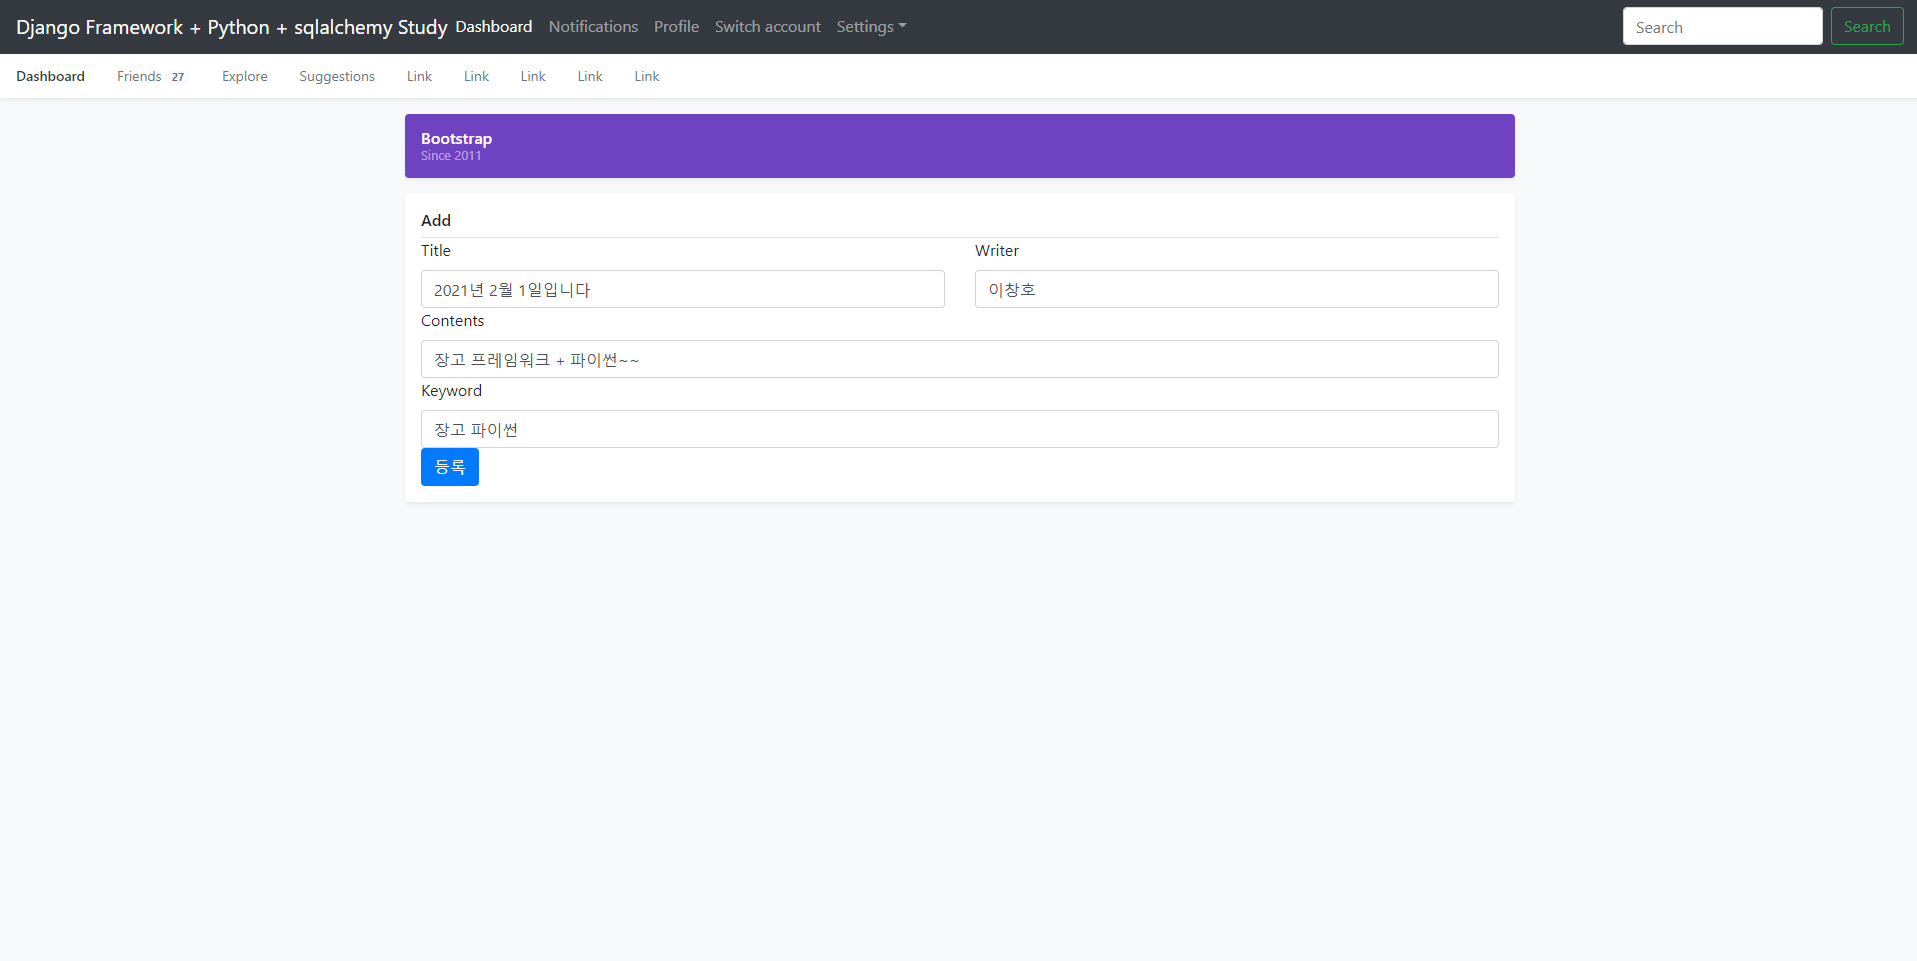 Django Framework + Python + sqlalchemy Study Dashboard Notifications Profile Switch account Settings Search Search
Dashboard Friends 27 Explore Suggestions Link Link Link Link Link
Bootstrap
Since 2011
Add
Title Writer
2021년 2월 1일입니다 이창호
Contents
장고 프레임워크 + 파이썬~~
Keyword
장고 파이썬
등록